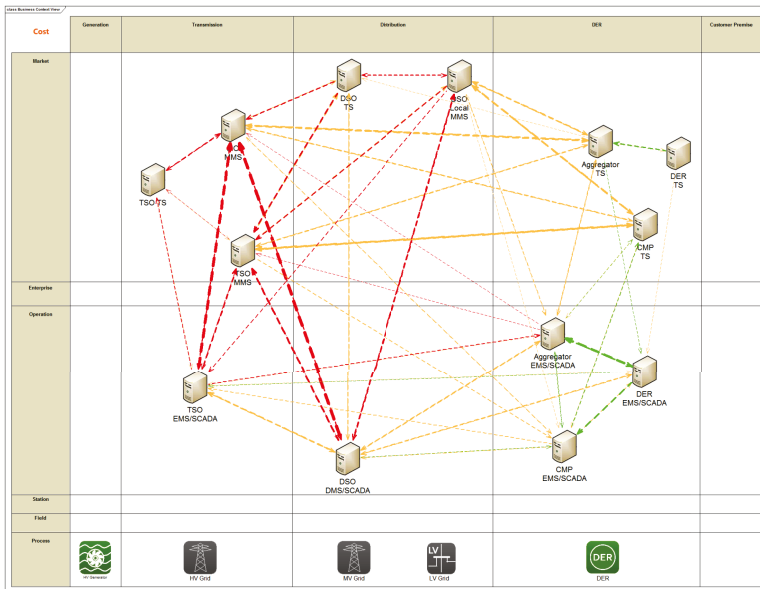 class Business Context View
Cost
Generation
Transmission
Distribution
DER
Customer Premise
Market
DSO
TS
Local
MMS
MMS
Aggregator
TS
DER
TS
TSO TS
CMP
TS
TSO
MMS
Enterprise
Operation
Aggregator
EMS/SCADA
DER
EMS/SCADA
TSO
EMS/SCADA
CMP
EMS/SCADA
DSO
DMS/SCADA
Station
Field
Process
HV Generator
HV Grid
MV Grid
LV
LV Grid
DER
DER